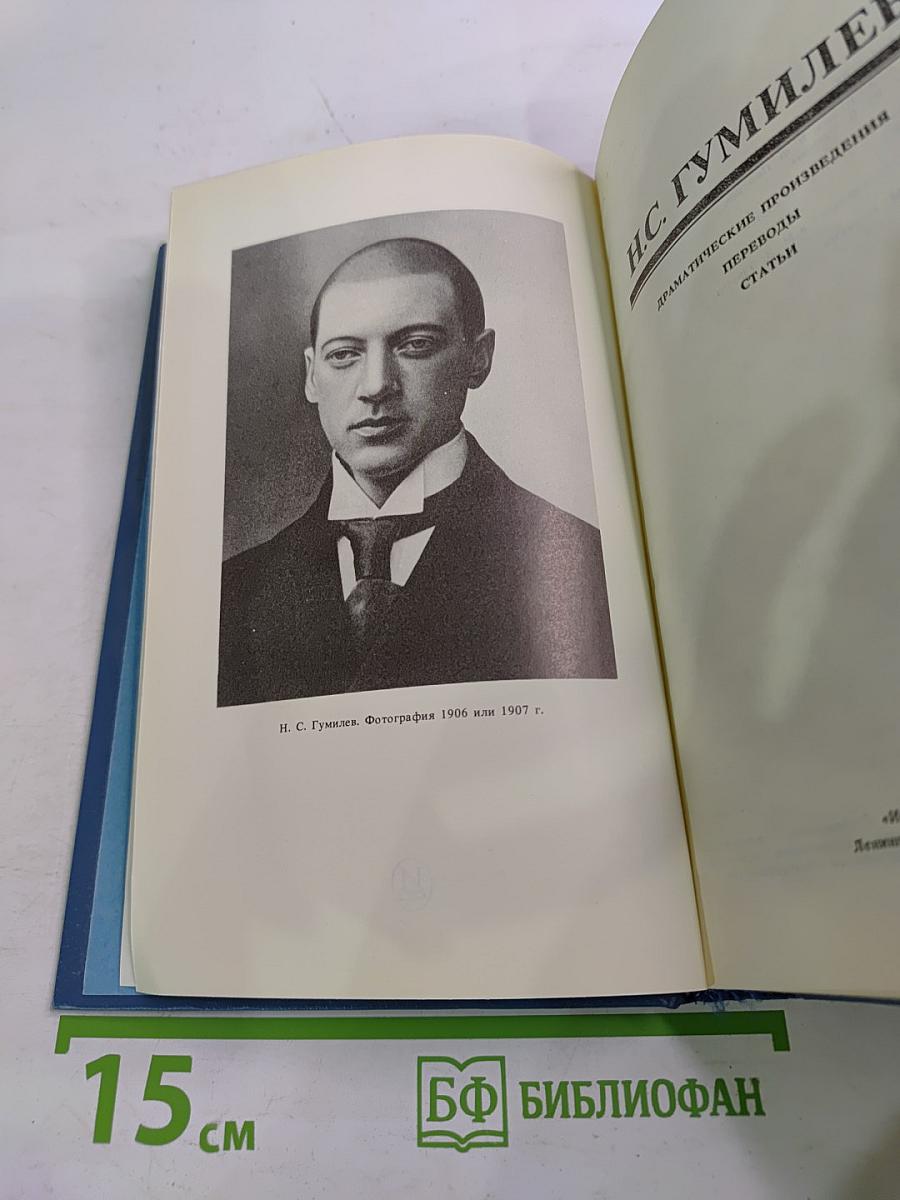 Н. С. Гумилев. Фотография 1906 или 1907 г.
Н.С. ГУМИЛЕВ
ДРАМАТИЧЕСКИЕ ПРОИЗВЕДЕНИЯ
ПЕРЕВОДЫ
СТАТЬИ
15 см
БФ БИБЛИОФАН